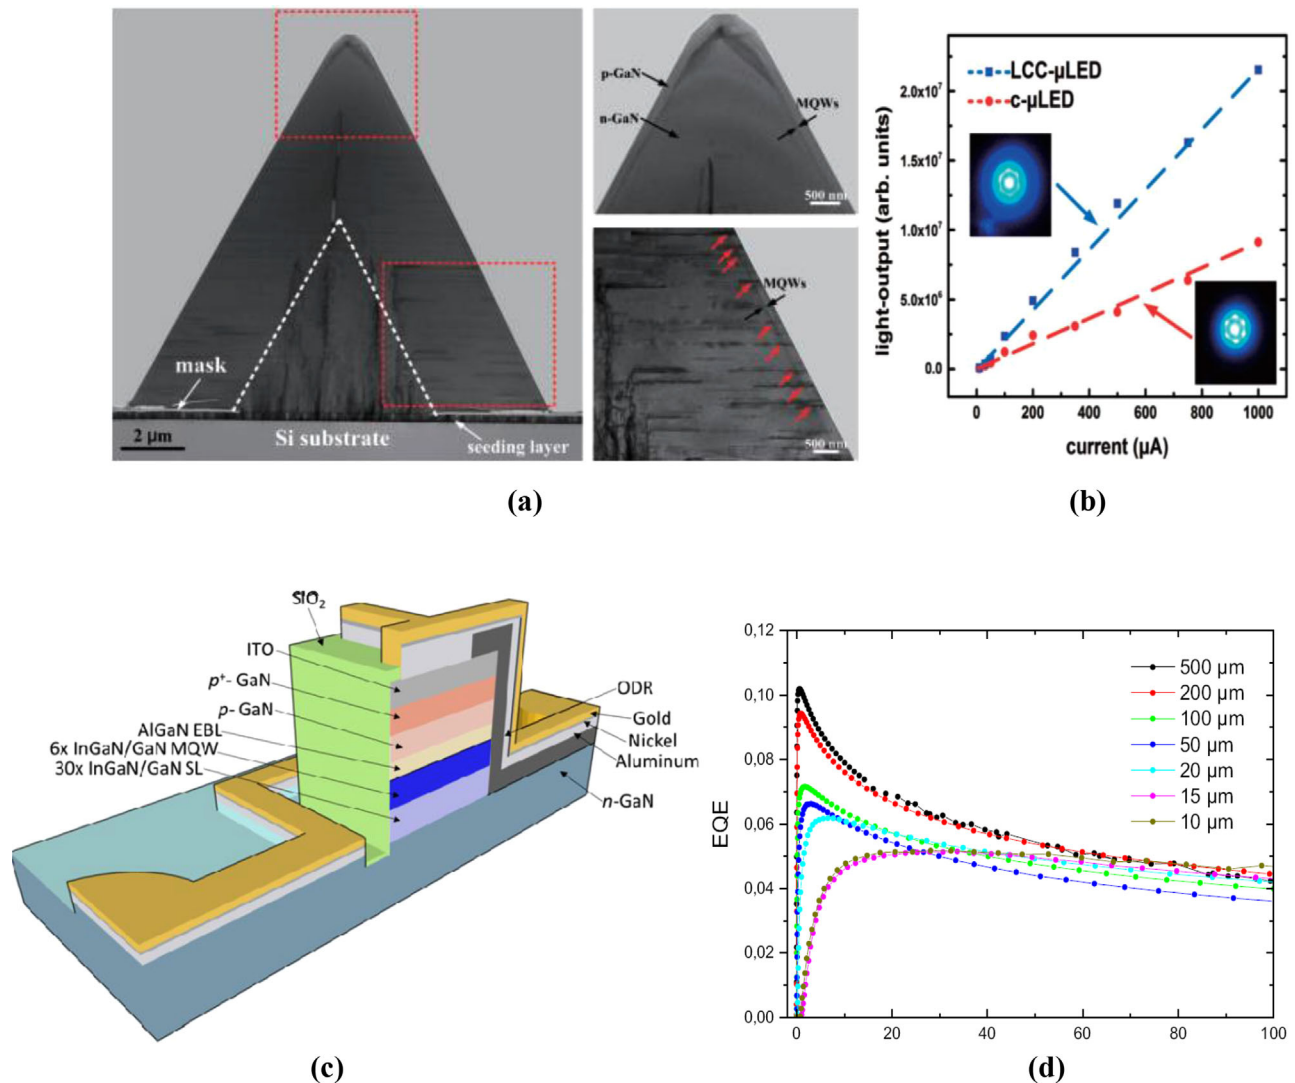 mask
2 μm
Si substrate
seeding layer
p-GaN
n-GaN
MQWs
500 nm
MQWs
500 nm
(a)
light-output (arb. units)
2.0x10⁷
1.5x10⁷
1.0x10⁷
5.0x10⁶
0.0
LCC-μLED
c-μLED
0 200 400 600 800 1000
current (μA)
(b)
SiO₂
ITO
p⁺- GaN
p- GaN
AlGaN EBL
6x InGaN/GaN MQW
30x InGaN/GaN SL
ODR
Gold
Nickel
Aluminum
n-GaN
(c)
EQE
0,12
0,10
0,08
0,06
0,04
0,02
0,00
500 μm
200 μm
100 μm
50 μm
20 μm
15 μm
10 μm
0 20 40 60 80 100
(d)